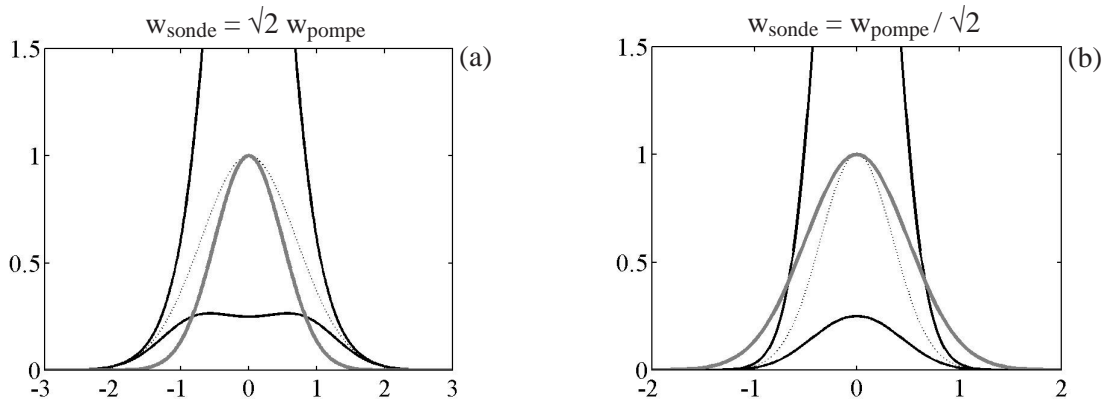 w_sonde = √2 w_pompe
(a)
1.5
1
0.5
0
-3 -2 -1 0 1 2 3
w_sonde = w_pompe / √2
(b)
1.5
1
0.5
0
-2 -1 0 1 2